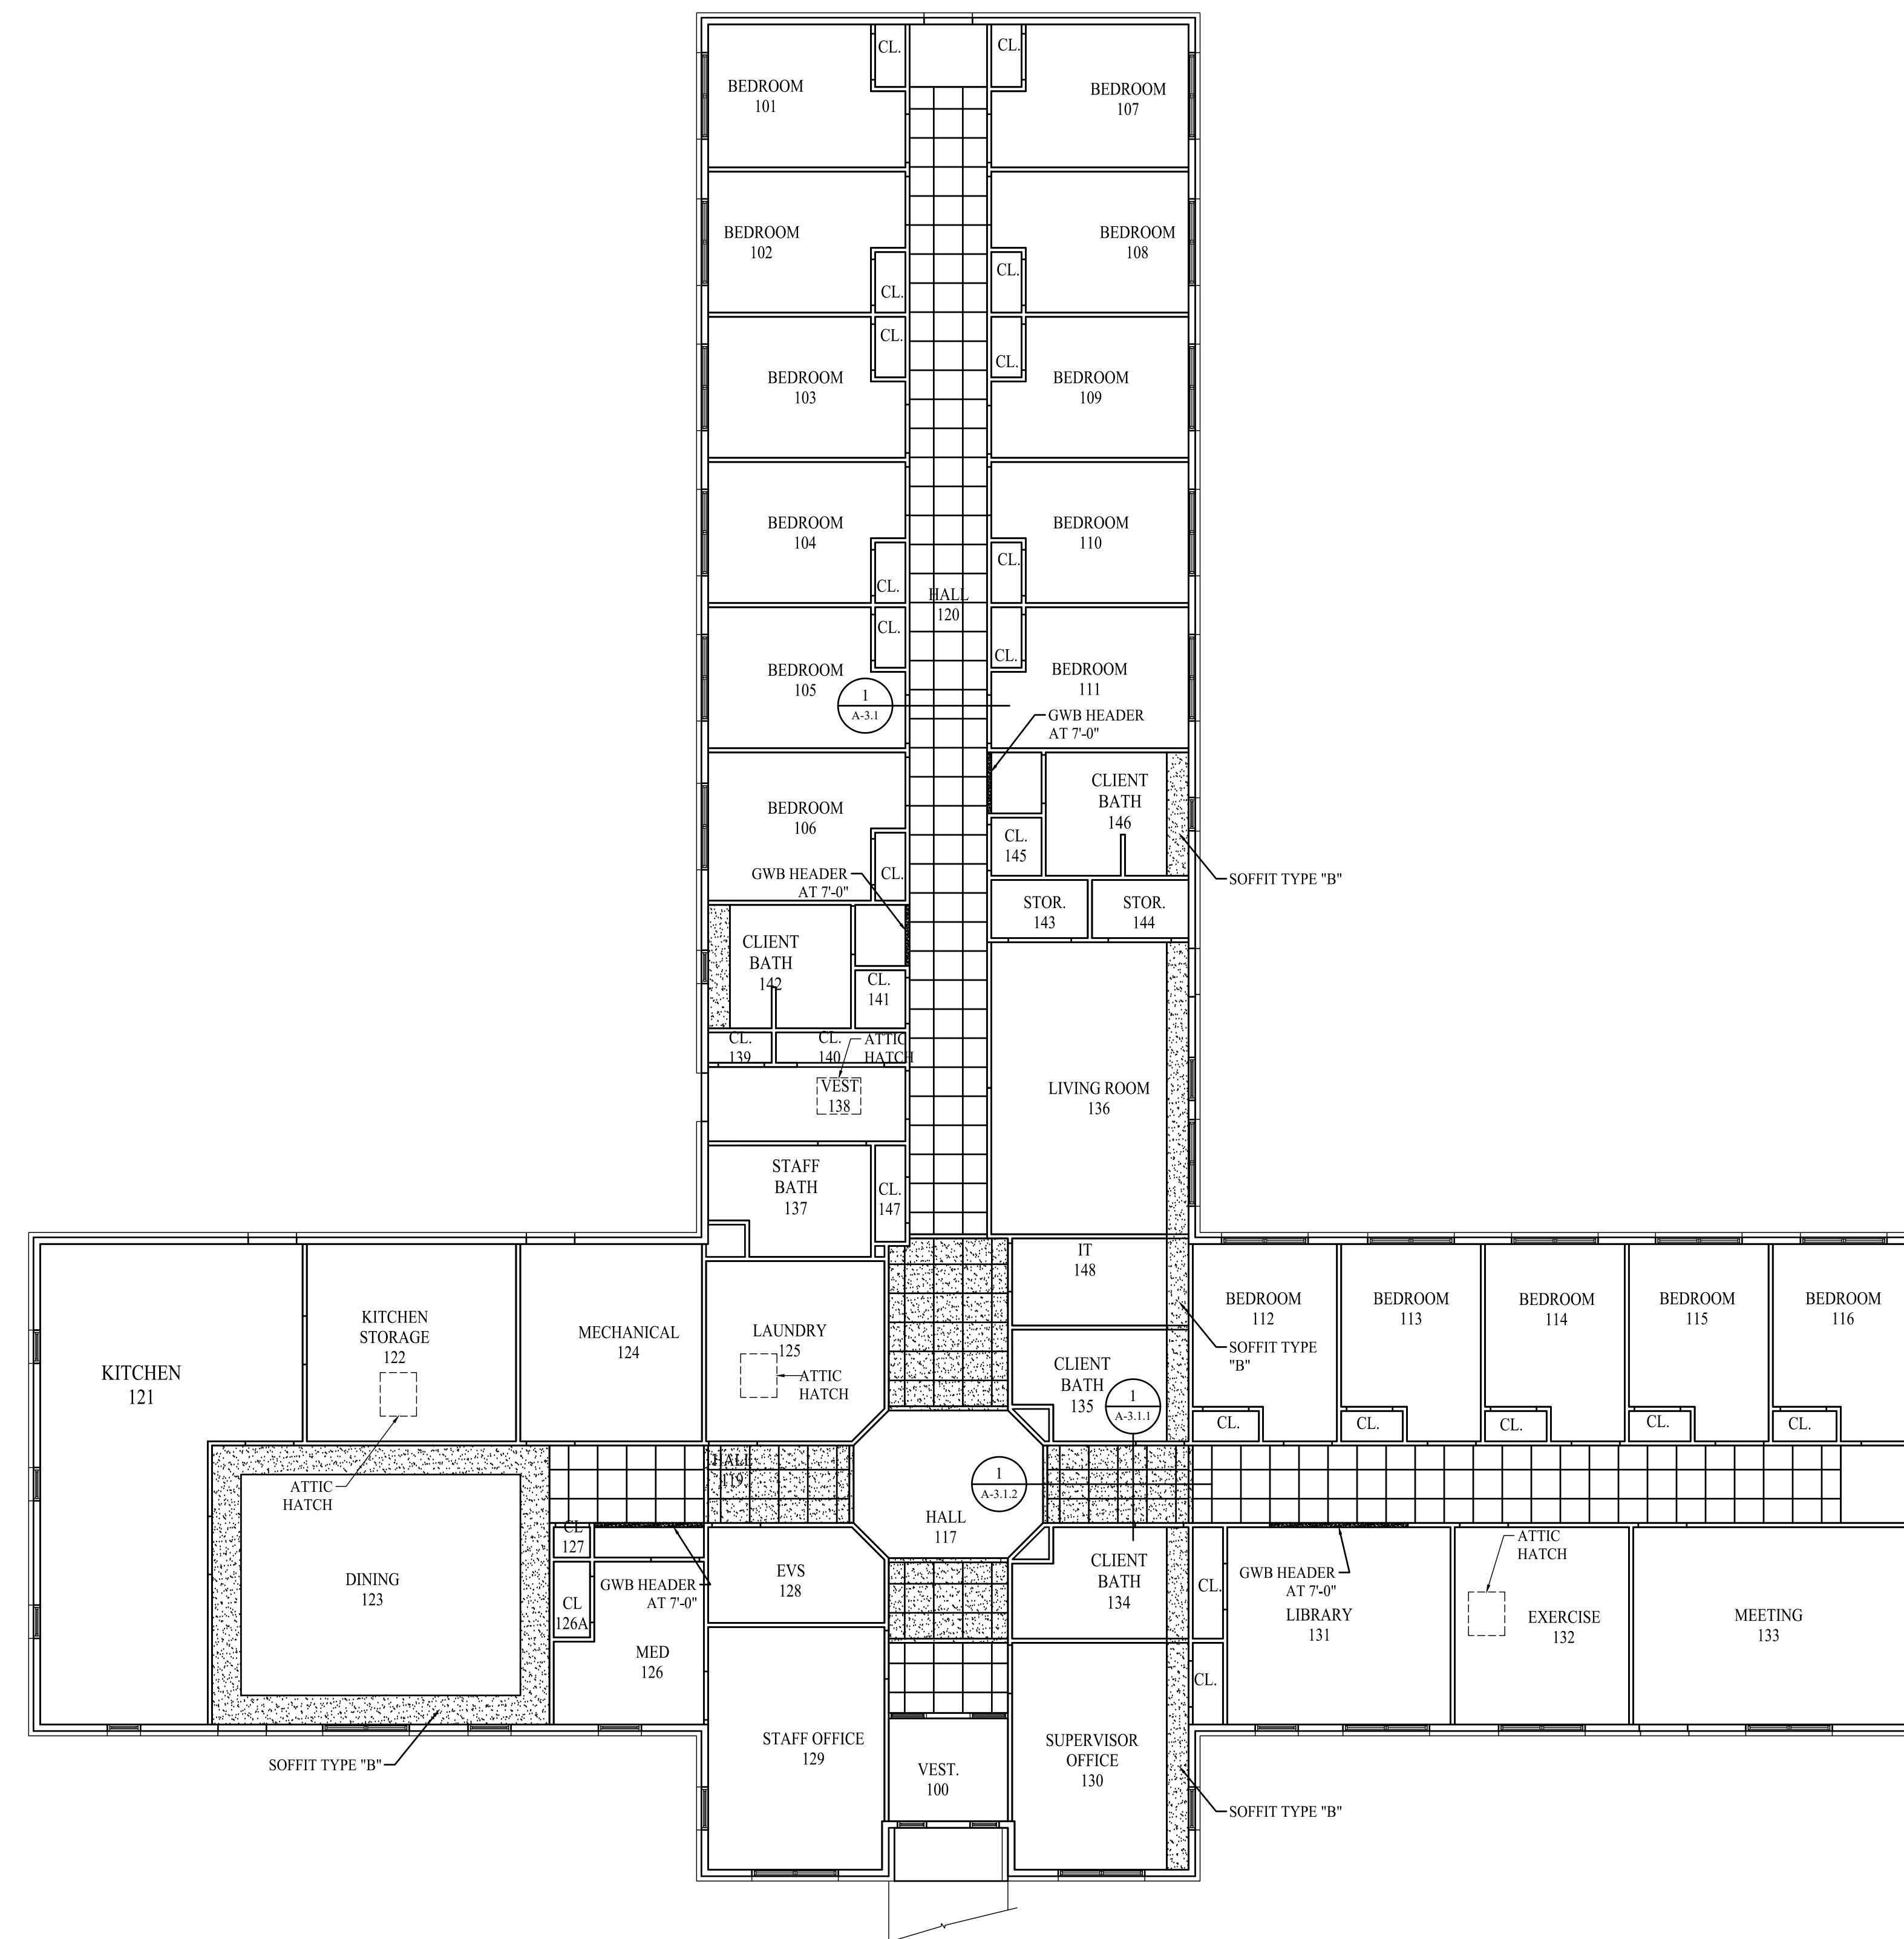 CL.
CL.
BEDROOM
101
BEDROOM
107
BEDROOM
102
BEDROOM
108
CL.
CL.
CL.
CL.
BEDROOM
103
BEDROOM
109
BEDROOM
104
BEDROOM
110
CL.
CL.
HALL
120
CL.
CL.
BEDROOM
105
BEDROOM
111
1
A-3.1
GWB HEADER
AT 7'-0"
CLIENT
BATH
146
BEDROOM
106
CL.
145
GWB HEADER
AT 7'-0"
CL.
SOFFIT TYPE "B"
STOR.
143
STOR.
144
CLIENT
BATH
142
CL.
141
CL.
139
CL.
140
ATTIC
HATCH
VEST
138
LIVING ROOM
136
STAFF
BATH
137
CL.
147
IT
148
KITCHEN
121
KITCHEN
STORAGE
122
MECHANICAL
124
LAUNDRY
125
ATTIC
HATCH
BEDROOM
112
BEDROOM
113
BEDROOM
114
BEDROOM
115
BEDROOM
116
SOFFIT TYPE
"B"
CLIENT
BATH
135
1
A-3.1.1
CL.
CL.
CL.
CL.
CL.
ATTIC
HATCH
HALL
119
1
A-3.1.2
HALL
117
CL
127
DINING
123
CL
126A
GWB HEADER
AT 7'-0"
EVS
128
CLIENT
BATH
134
CL.
GWB HEADER
AT 7'-0"
LIBRARY
131
ATTIC
HATCH
EXERCISE
132
MEETING
133
MED
126
CL.
SOFFIT TYPE "B"
STAFF OFFICE
129
VEST.
100
SUPERVISOR
OFFICE
130
SOFFIT TYPE "B"